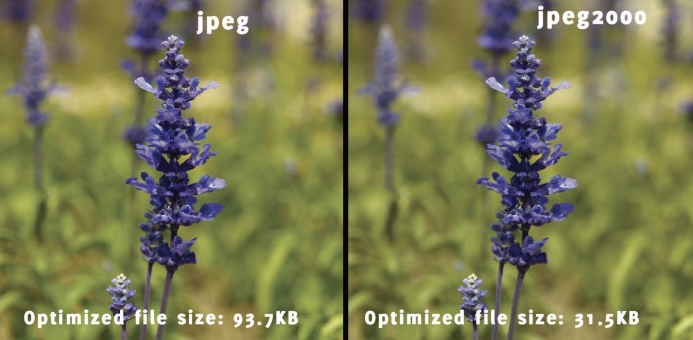 jpeg
jpeg2000
Optimized file size: 93.7KB
Optimized file size: 31.5KB